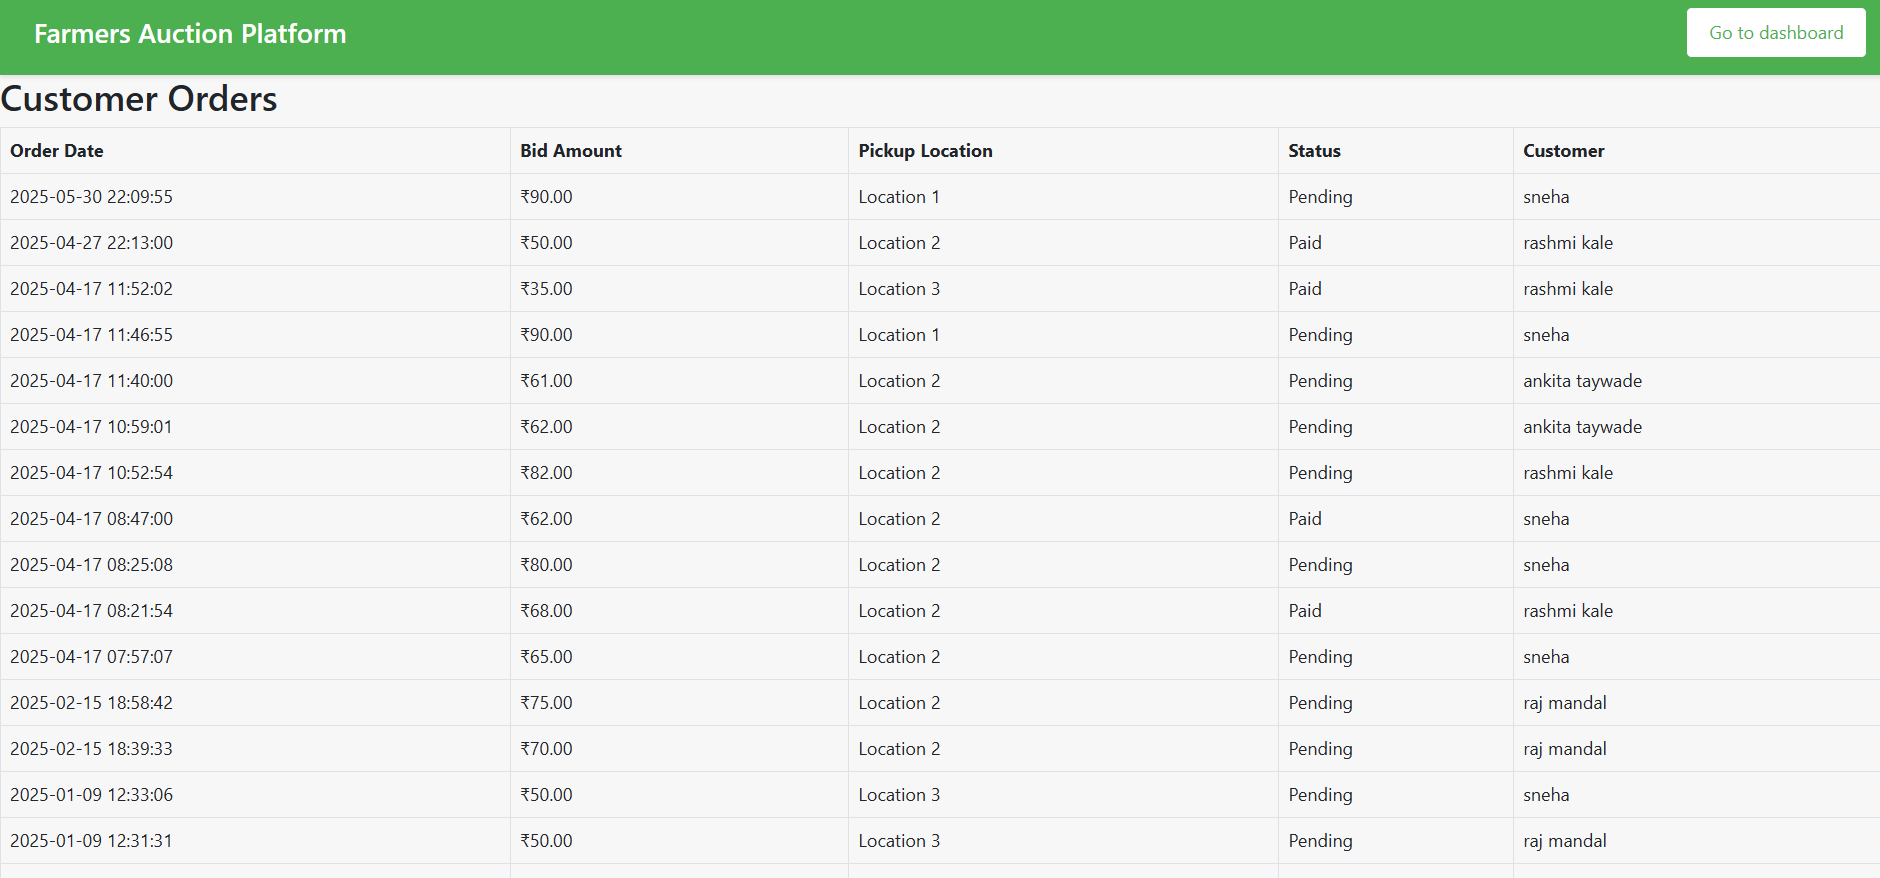 Farmers Auction Platform Go to dashboard
Customer Orders
Order Date Bid Amount Pickup Location Status Customer
2025-05-30 22:09:55 ₹90.00 Location 1 Pending sneha
2025-04-27 22:13:00 ₹50.00 Location 2 Paid rashmi kale
2025-04-17 11:52:02 ₹35.00 Location 3 Paid rashmi kale
2025-04-17 11:46:55 ₹90.00 Location 1 Pending sneha
2025-04-17 11:40:00 ₹61.00 Location 2 Pending ankita taywade
2025-04-17 10:59:01 ₹62.00 Location 2 Pending ankita taywade
2025-04-17 10:52:54 ₹82.00 Location 2 Pending rashmi kale
2025-04-17 08:47:00 ₹62.00 Location 2 Paid sneha
2025-04-17 08:25:08 ₹80.00 Location 2 Pending sneha
2025-04-17 08:21:54 ₹68.00 Location 2 Paid rashmi kale
2025-04-17 07:57:07 ₹65.00 Location 2 Pending sneha
2025-02-15 18:58:42 ₹75.00 Location 2 Pending raj mandal
2025-02-15 18:39:33 ₹70.00 Location 2 Pending raj mandal
2025-01-09 12:33:06 ₹50.00 Location 3 Pending sneha
2025-01-09 12:31:31 ₹50.00 Location 3 Pending raj mandal